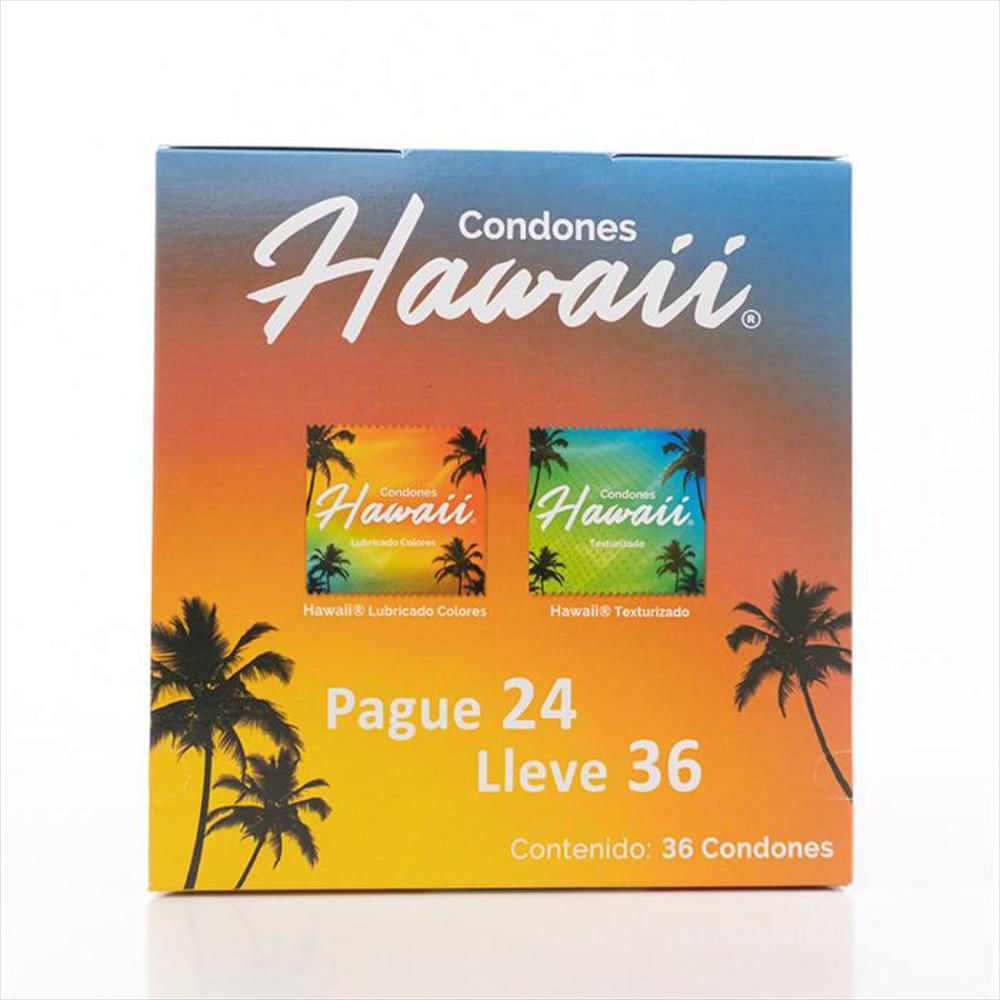 Condones
Hawaii®
Condones
Hawaii®
Lubricado Colores
Hawaii® Lubricado Colores
Condones
Hawaii®
Texturizado
Hawaii® Texturizado
Pague 24
Lleve 36
Contenido: 36 Condones